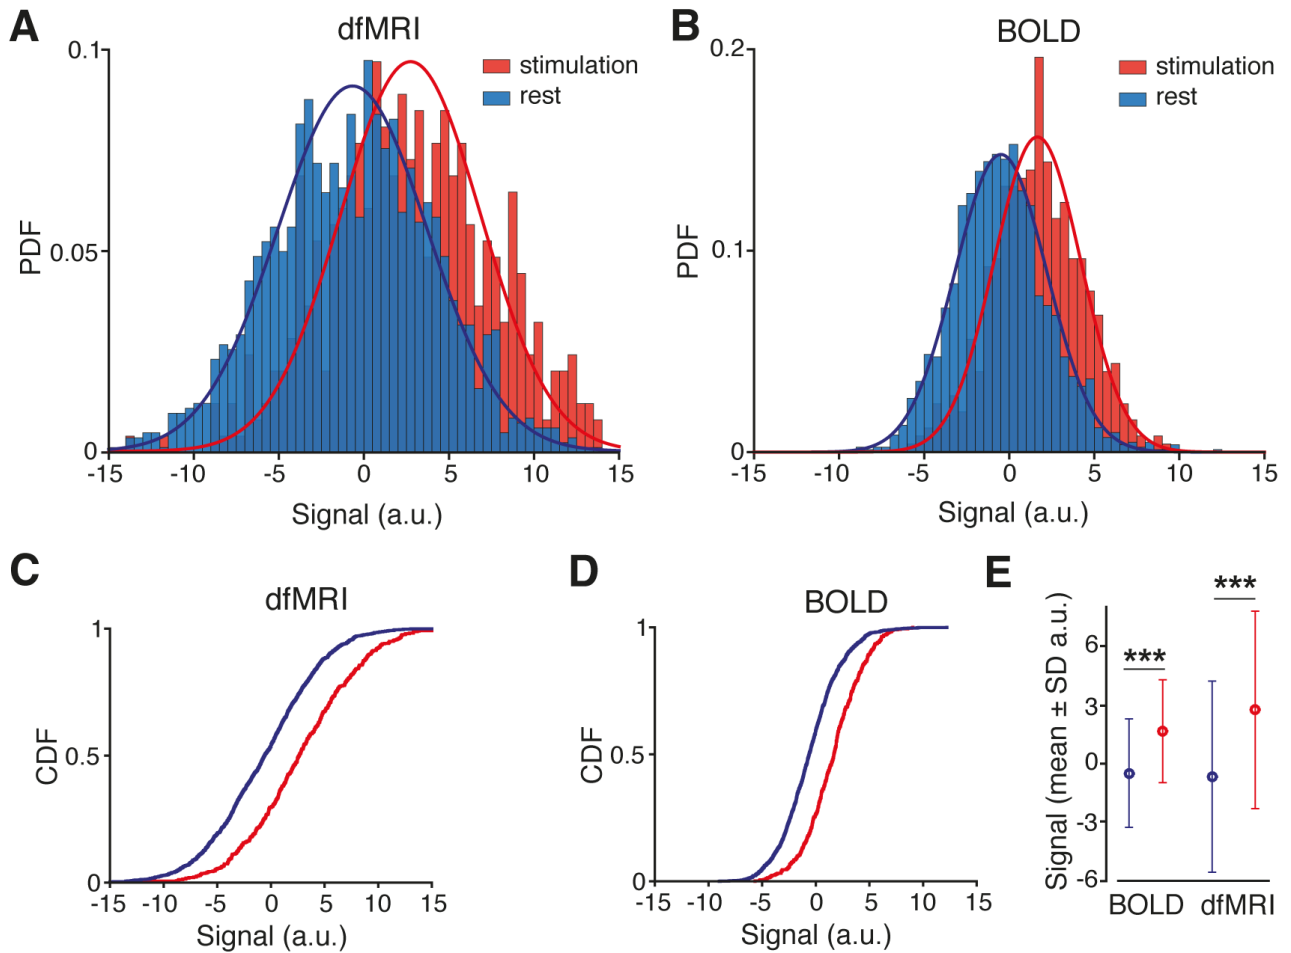 A
dfMRI
stimulation
rest
PDF
0.1
0.05
0
-15 -10 -5 0 5 10 15
Signal (a.u.)
B
BOLD
stimulation
rest
PDF
0.2
0.1
0
-15 -10 -5 0 5 10 15
Signal (a.u.)
C
dfMRI
CDF
1
0.5
0
-15 -10 -5 0 5 10 15
Signal (a.u.)
D
BOLD
CDF
1
0.5
0
-15 -10 -5 0 5 10 15
Signal (a.u.)
E
Signal (mean ± SD a.u.)
***
***
6
3
0
-3
-6
BOLD dfMRI